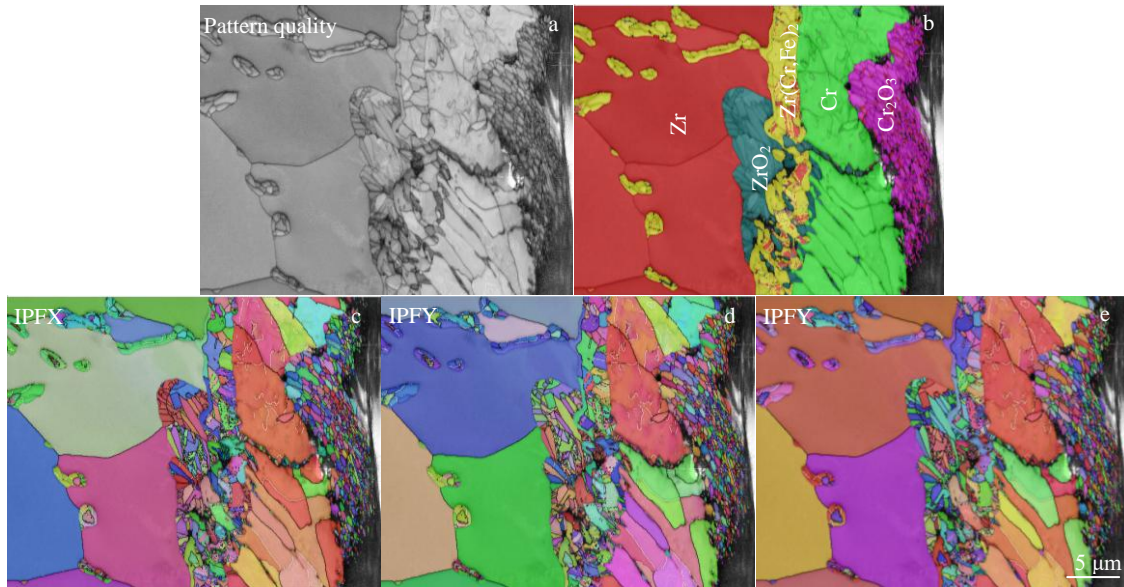 Pattern quality
a
b
Zr
ZrO₂
Zr(Cr,Fe)₂
Cr
Cr₂O₃
IPFX
c
IPFY
d
IPFY
e
5 μm